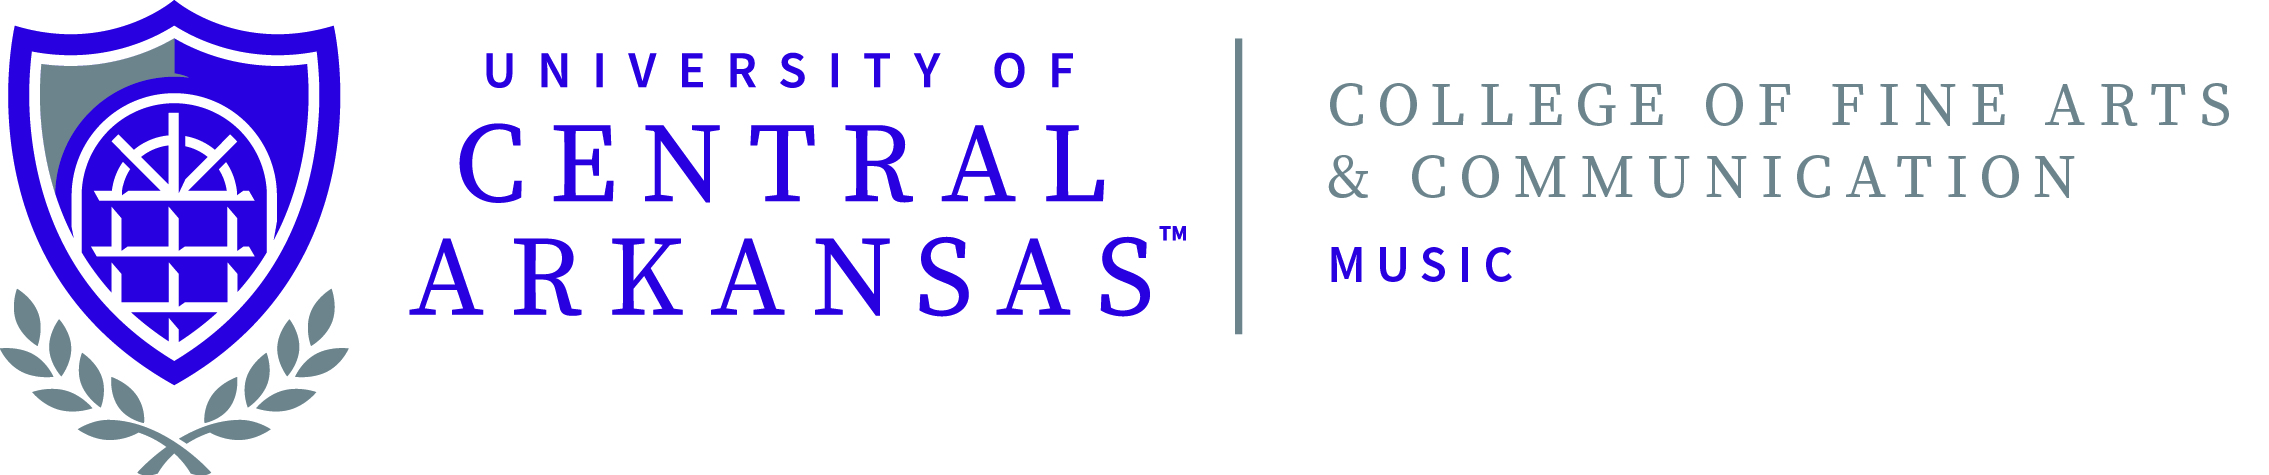 UNIVERSITY OF
CENTRAL
ARKANSAS™
COLLEGE OF FINE ARTS
& COMMUNICATION
MUSIC